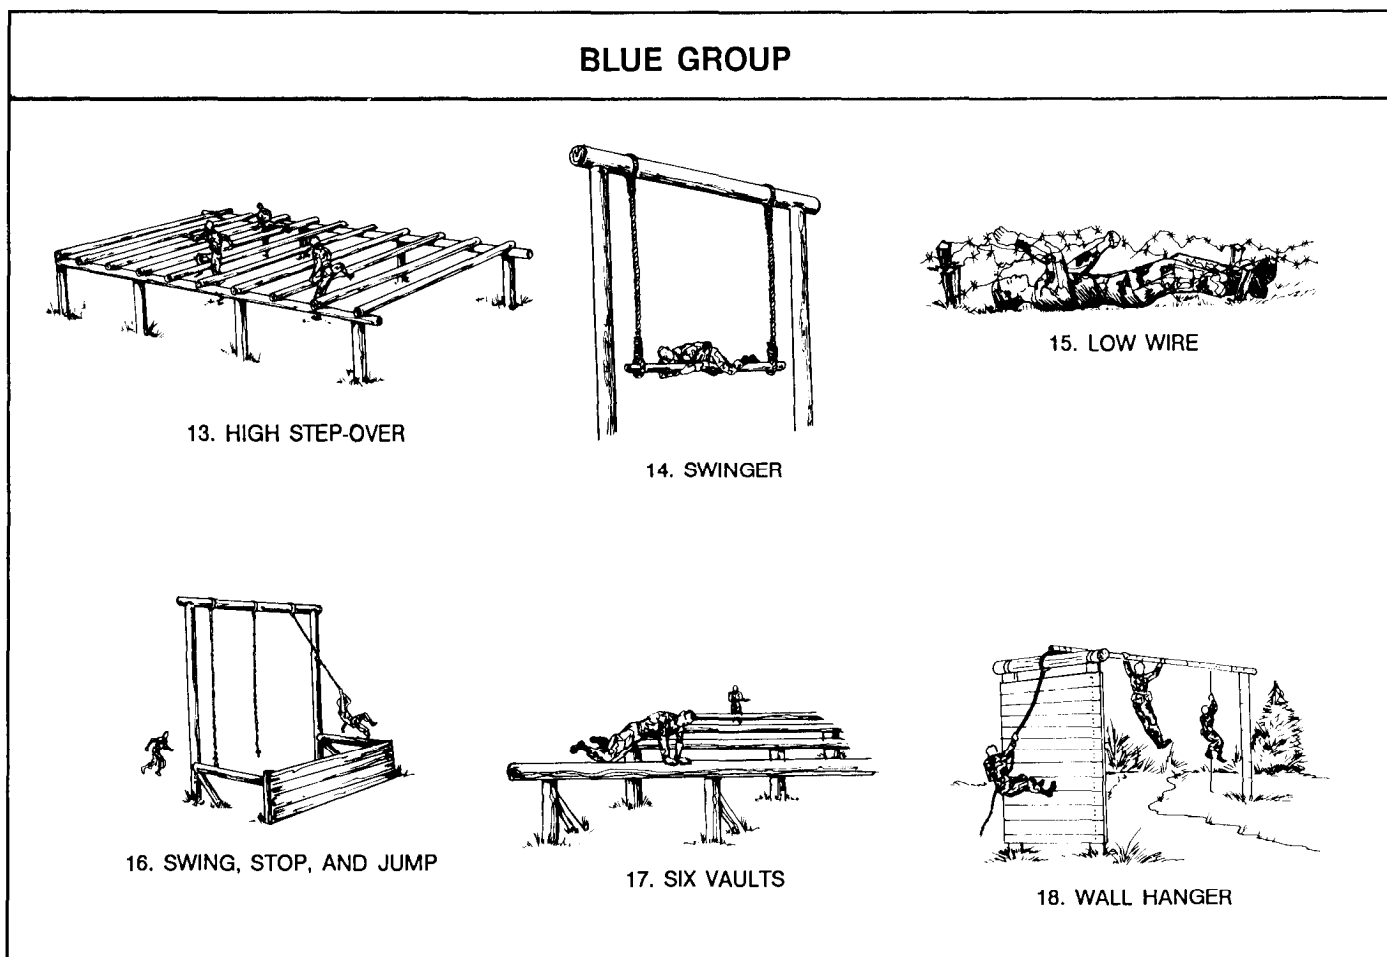 BLUE GROUP
13. HIGH STEP-OVER
14. SWINGER
15. LOW WIRE
16. SWING, STOP, AND JUMP
17. SIX VAULTS
18. WALL HANGER